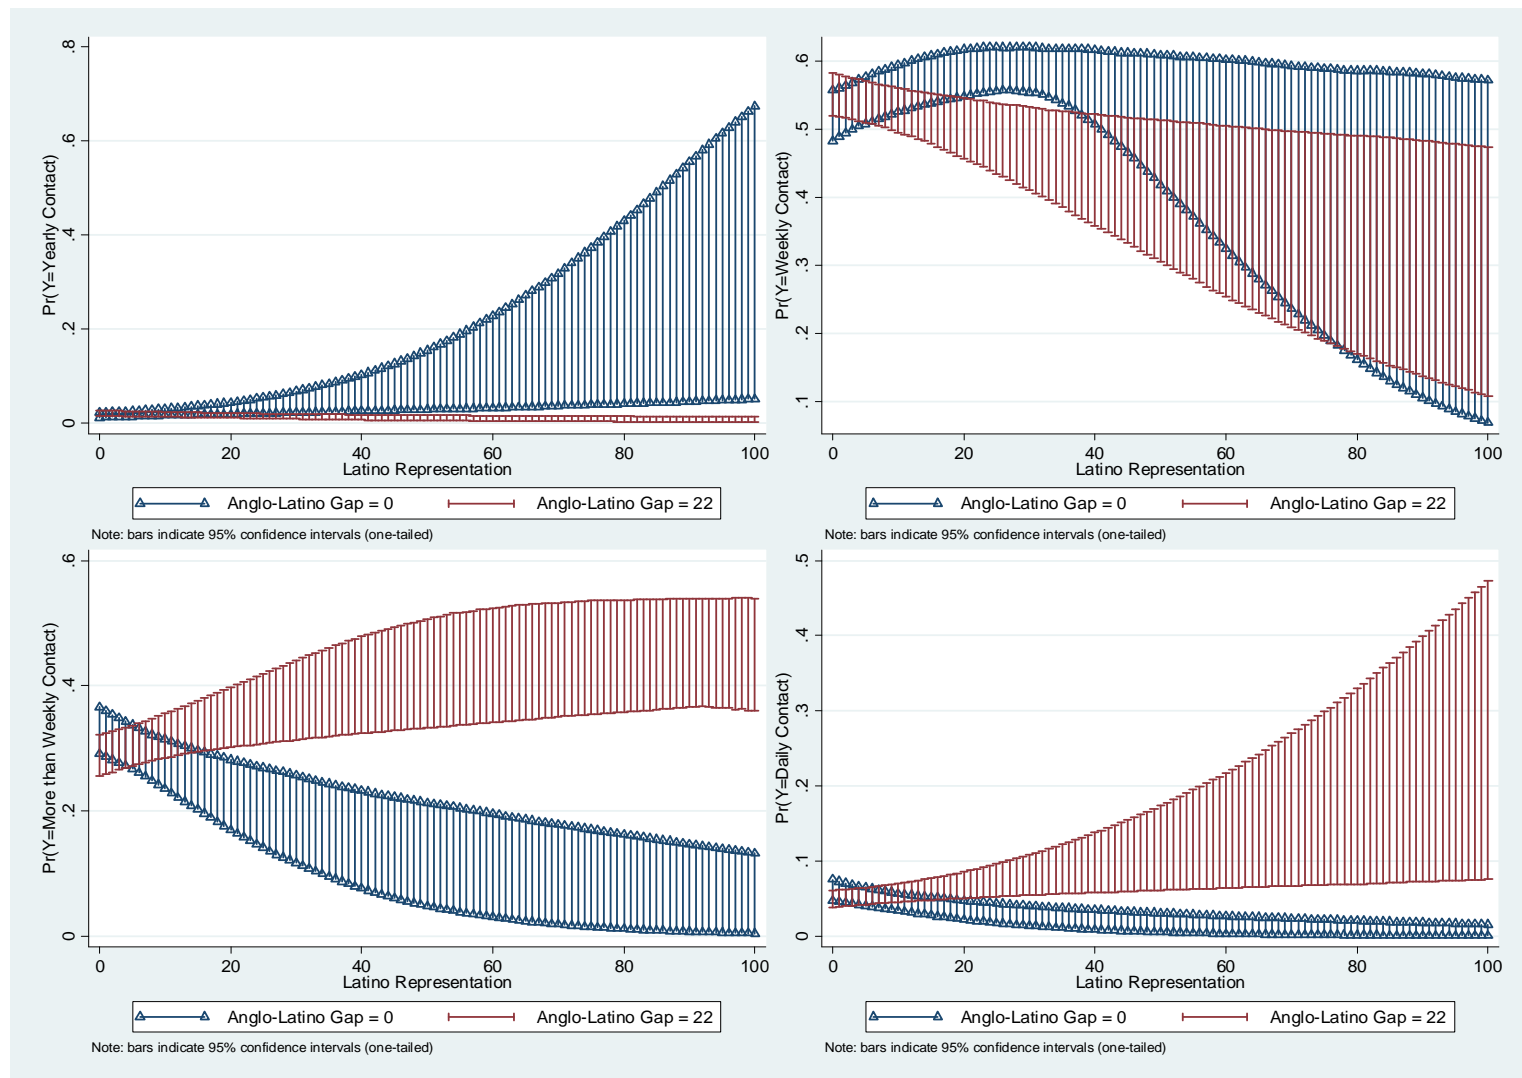 Pr(Y=Yearly Contact)
.8
.6
.4
.2
0
0 20 40 60 80 100
Latino Representation
Anglo-Latino Gap = 0 Anglo-Latino Gap = 22
Note: bars indicate 95% confidence intervals (one-tailed)
Pr(Y=Weekly Contact)
.6
.5
.4
.3
.2
.1
0 20 40 60 80 100
Latino Representation
Anglo-Latino Gap = 0 Anglo-Latino Gap = 22
Note: bars indicate 95% confidence intervals (one-tailed)
Pr(Y=More than Weekly Contact)
.6
.4
.2
0
0 20 40 60 80 100
Latino Representation
Anglo-Latino Gap = 0 Anglo-Latino Gap = 22
Note: bars indicate 95% confidence intervals (one-tailed)
Pr(Y=Daily Contact)
.5
.4
.3
.2
.1
0
0 20 40 60 80 100
Latino Representation
Anglo-Latino Gap = 0 Anglo-Latino Gap = 22
Note: bars indicate 95% confidence intervals (one-tailed)